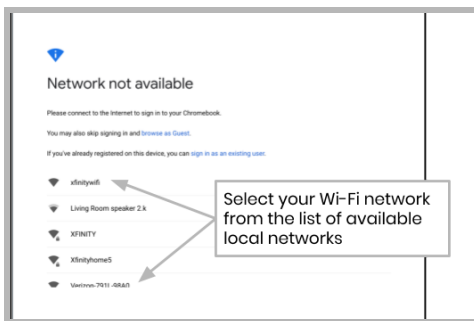 Network not available
Please connect to the Internet to sign in to your Chromebook.
You may also skip signing in and browse as Guest.
If you've already registered on this device, you can sign in as an existing user.
xfinitywifi
Living Room speaker 2.k
XFINITY
Xfinityhome5
Verizon-791L-98A0
Select your Wi-Fi network
from the list of available
local networks